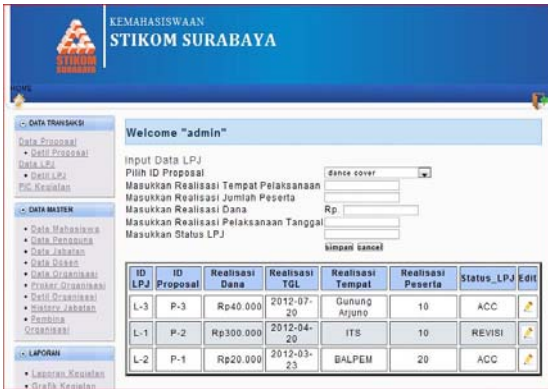 KEMAHASISWAAN
STIKOM SURABAYA
STIKOM
SURABAYA
HOME
DATA TRANSAKSI
Data Proposal
Detil Proposal
Data LPJ
Detil LPJ
PIC Kegiatan
DATA MASTER
Data Mahasiswa
Data Pengguna
Data Jabatan
Data Dosen
Data Organisasi
Proker Organisasi
Detil Organisasi
History Jabatan
Pembina
Organisasi
LAPORAN
Laporan Kegiatan
Grafik Kegiatan
Welcome "admin"
Input Data LPJ
Pilih ID Proposal dance cover
Masukkan Realisasi Tempat Pelaksanaan
Masukkan Realisasi Jumlah Peserta
Masukkan Realisasi Dana Rp.
Masukkan Realisasi Pelaksanaan Tanggal
Masukkan Status LPJ
simpan cancel
ID LPJ ID Proposal Realisasi Dana Realisasi TGL Realisasi Tempat Realisasi Peserta Status_LPJ Edit
L-3 P-3 Rp40.000 2012-07-20 Gunung Arjuno 10 ACC
L-1 P-2 Rp300.000 2012-04-20 ITS 10 REVISI
L-2 P-1 Rp20.000 2012-03-23 BALPEM 20 ACC